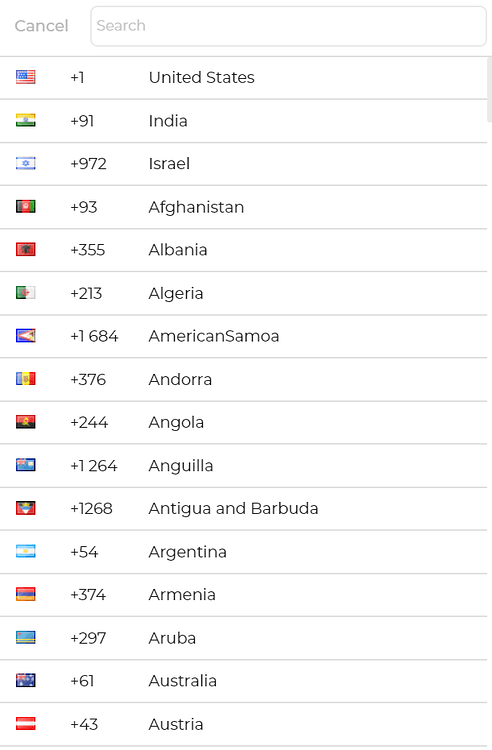 Cancel Search
+1 United States
+91 India
+972 Israel
+93 Afghanistan
+355 Albania
+213 Algeria
+1 684 AmericanSamoa
+376 Andorra
+244 Angola
+1 264 Anguilla
+1268 Antigua and Barbuda
+54 Argentina
+374 Armenia
+297 Aruba
+61 Australia
+43 Austria